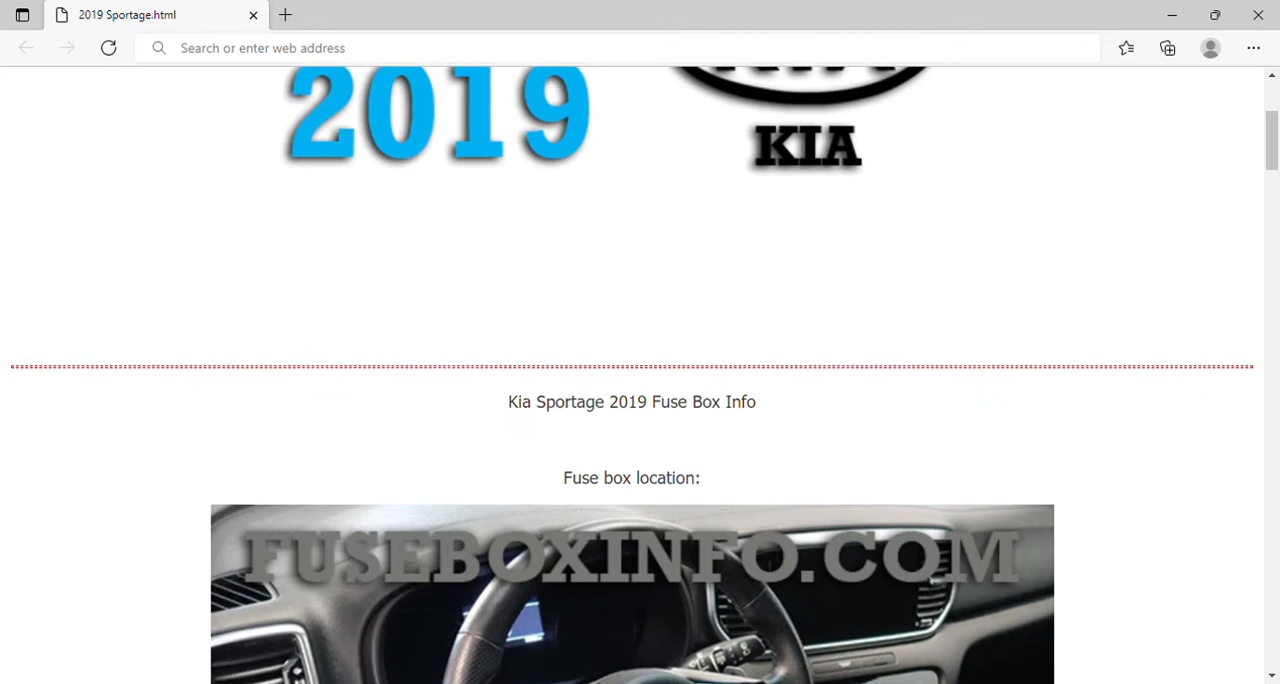 2019 Sportage.html
Search or enter web address
2019
KIA
Kia Sportage 2019 Fuse Box Info
Fuse box location:
FUSEBOXINFO.COM